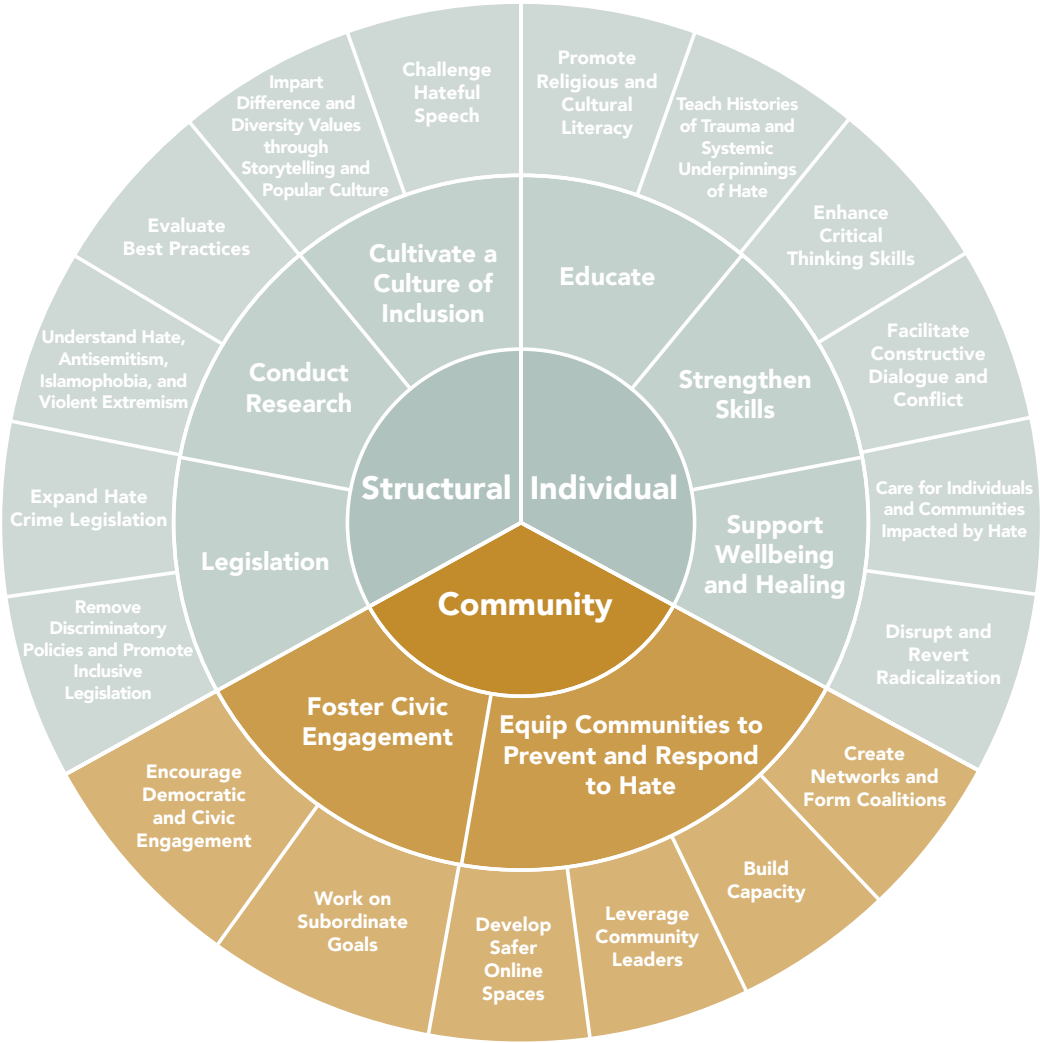 Structural
Individual
Community
Educate
Strengthen
Skills
Support
Wellbeing
and Healing
Equip Communities to
Prevent and Respond
to Hate
Foster Civic
Engagement
Legislation
Conduct
Research
Cultivate a
Culture of
Inclusion
Promote
Religious and
Cultural
Literacy
Teach Histories
of Trauma and
Systemic
Underpinnings
of Hate
Enhance
Critical
Thinking Skills
Facilitate
Constructive
Dialogue and
Conflict
Care for Individuals
and Communities
Impacted by Hate
Disrupt and
Revert
Radicalization
Create
Networks and
Form Coalitions
Build
Capacity
Leverage
Community
Leaders
Develop
Safer
Online
Spaces
Work on
Subordinate
Goals
Encourage
Democratic
and Civic
Engagement
Remove
Discriminatory
Policies and Promote
Inclusive
Legislation
Expand Hate
Crime Legislation
Understand Hate,
Antisemitism,
Islamophobia, and
Violent Extremism
Evaluate
Best Practices
Impart
Difference and
Diversity Values
through
Storytelling and
Popular Culture
Challenge
Hateful
Speech